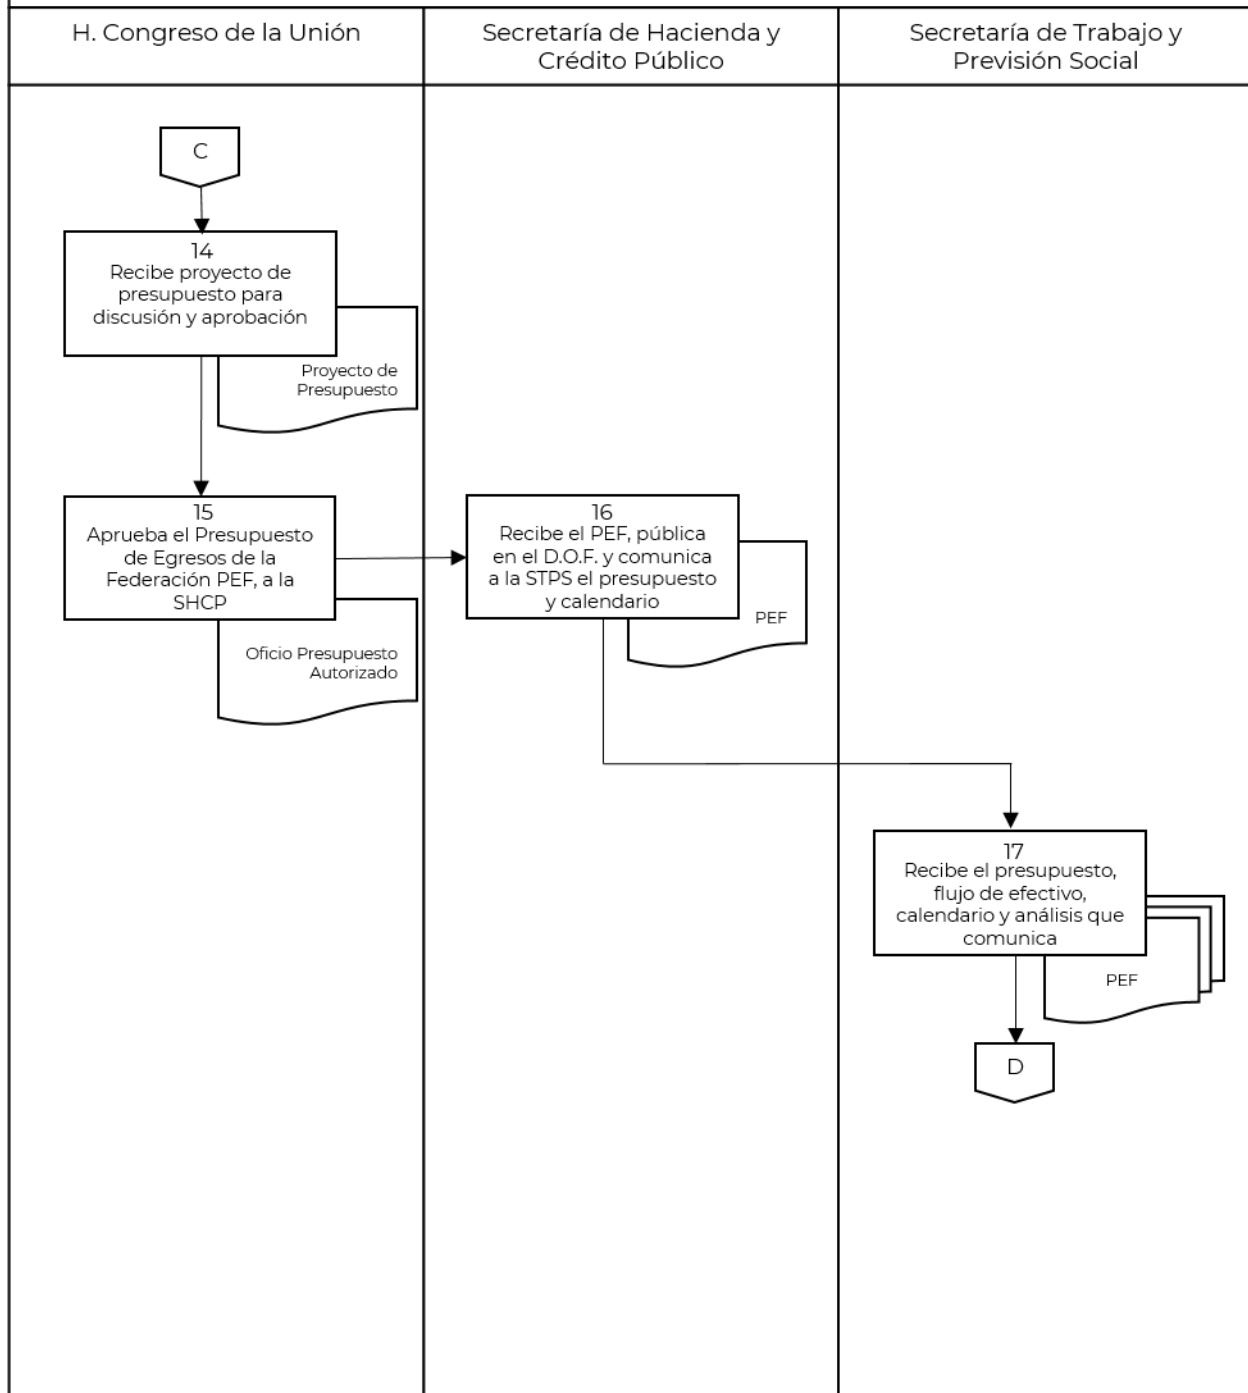 H. Congreso de la Unión
Secretaría de Hacienda y
Crédito Público
Secretaría de Trabajo y
Previsión Social
C
14
Recibe proyecto de
presupuesto para
discusión y aprobación
Proyecto de
Presupuesto
15
Aprueba el Presupuesto
de Egresos de la
Federación PEF, a la
SHCP
Oficio Presupuesto
Autorizado
16
Recibe el PEF, pública
en el D.O.F. y comunica
a la STPS el presupuesto
y calendario
PEF
17
Recibe el presupuesto,
flujo de efectivo,
calendario y análisis que
comunica
PEF
D